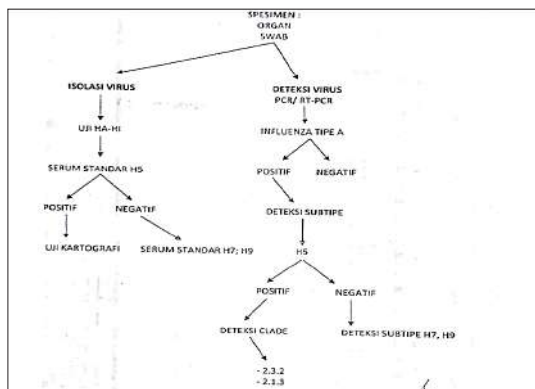 SPESIMEN :
ORGAN
SWAB
ISOLASI VIRUS
DETEKSI VIRUS
PCR/ RT-PCR
UJI HA-HI
INFLUENZA TIPE A
SERUM STANDAR H5
POSITIF
NEGATIF
POSITIF
NEGATIF
DETEKSI SUBTIPE
UJI KARTOGRAFI
SERUM STANDAR H7; H9
H5
POSITIF
NEGATIF
DETEKSI CLADE
DETEKSI SUBTIPE H7, H9
- 2.3.2
- 2.1.3